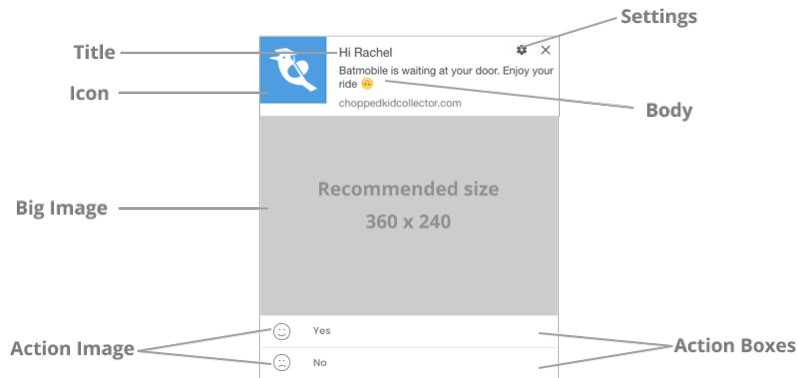 Settings
Title
Hi Rachel
Batmobile is waiting at your door. Enjoy your
ride 🙃
Icon
choppedkidcollector.com
Body
Recommended size
Big Image
360 x 240
Yes
Action Image
Action Boxes
No